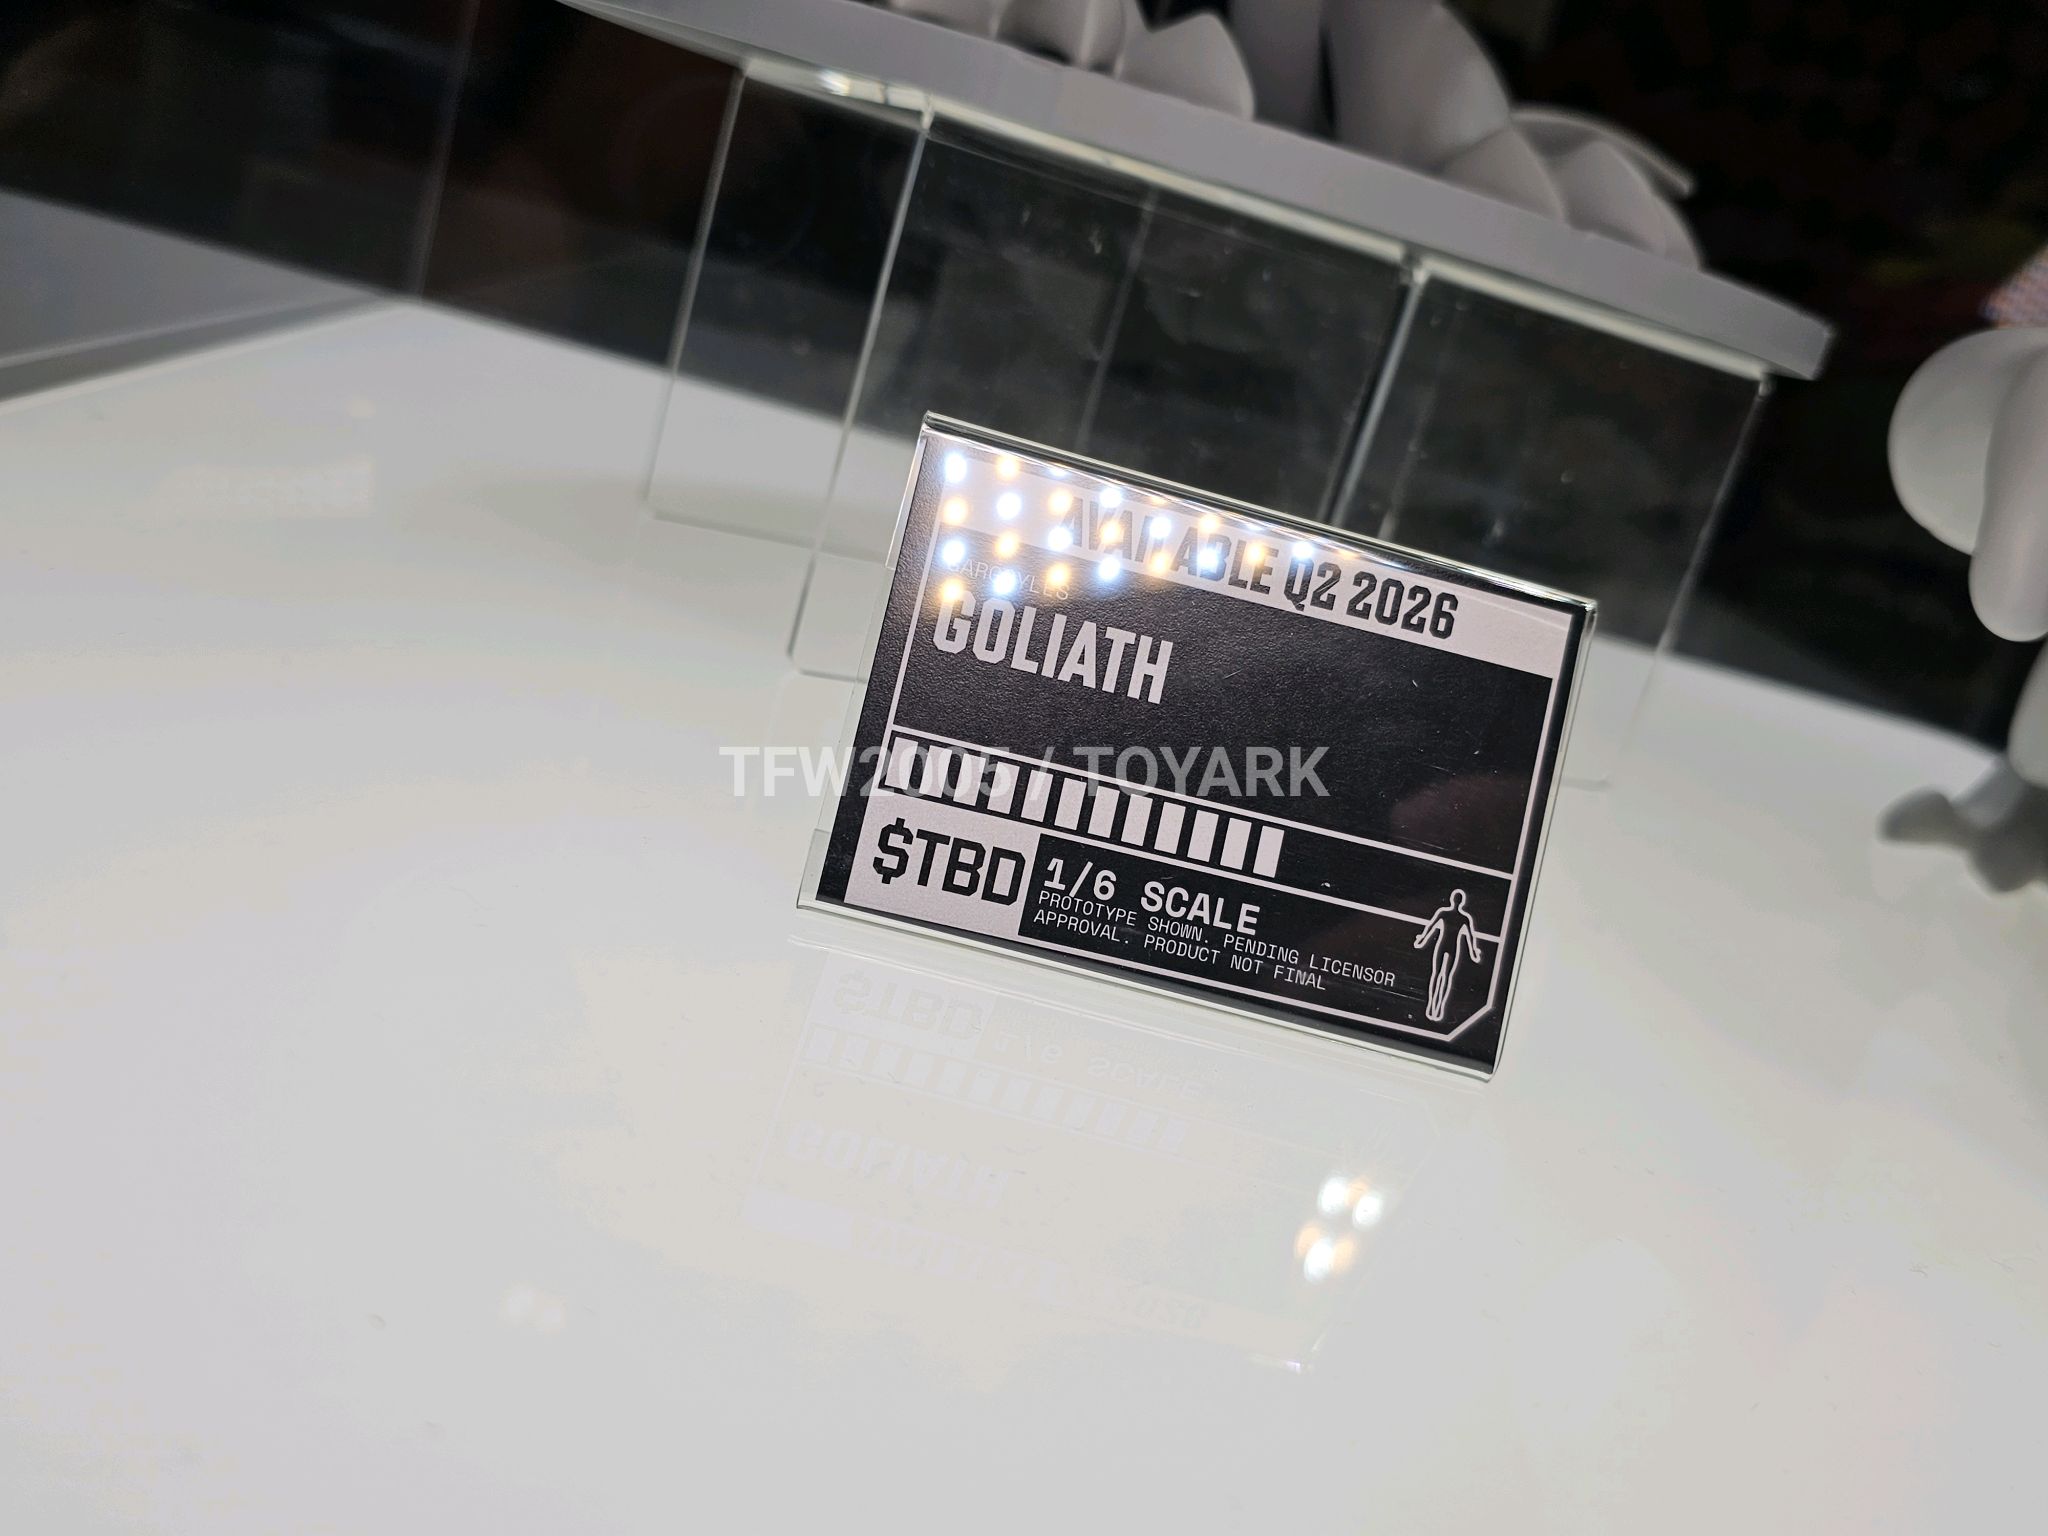 AVAILABLE Q2 2026
GARGOYLES
GOLIATH
TFW2005 / TOYARK
$TBD
1/6 SCALE
PROTOTYPE SHOWN. PENDING LICENSOR
APPROVAL. PRODUCT NOT FINAL